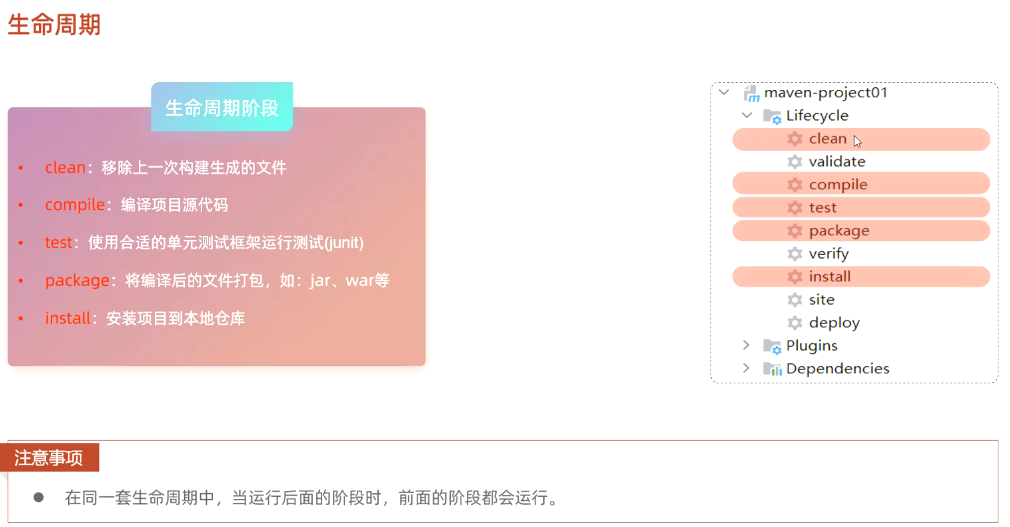 生命周期
生命周期阶段
• clean：移除上一次构建生成的文件
• compile：编译项目源代码
• test：使用合适的单元测试框架运行测试(junit)
• package：将编译后的文件打包，如：jar、war等
• install：安装项目到本地仓库
maven-project01
Lifecycle
clean
validate
compile
test
package
verify
install
site
deploy
Plugins
Dependencies
注意事项
● 在同一套生命周期中，当运行后面的阶段时，前面的阶段都会运行。